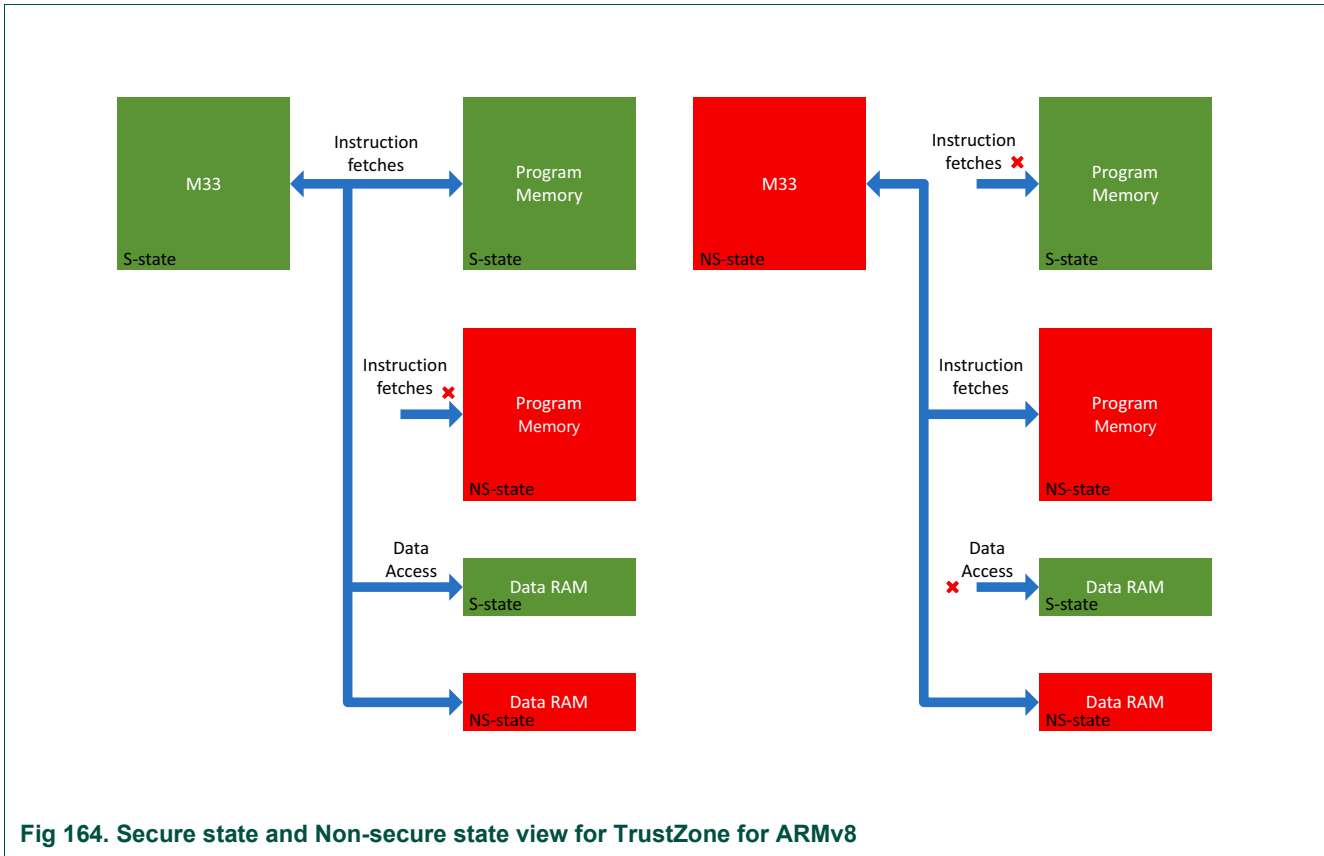 M33
S-state
Instruction
fetches
Program
Memory
S-state
Instruction
fetches
Program
Memory
NS-state
Data
Access
Data RAM
S-state
Data RAM
NS-state
M33
NS-state
Instruction
fetches
Program
Memory
S-state
Instruction
fetches
Program
Memory
NS-state
Data
Access
Data RAM
S-state
Data RAM
NS-state
Fig 164. Secure state and Non-secure state view for TrustZone for ARMv8